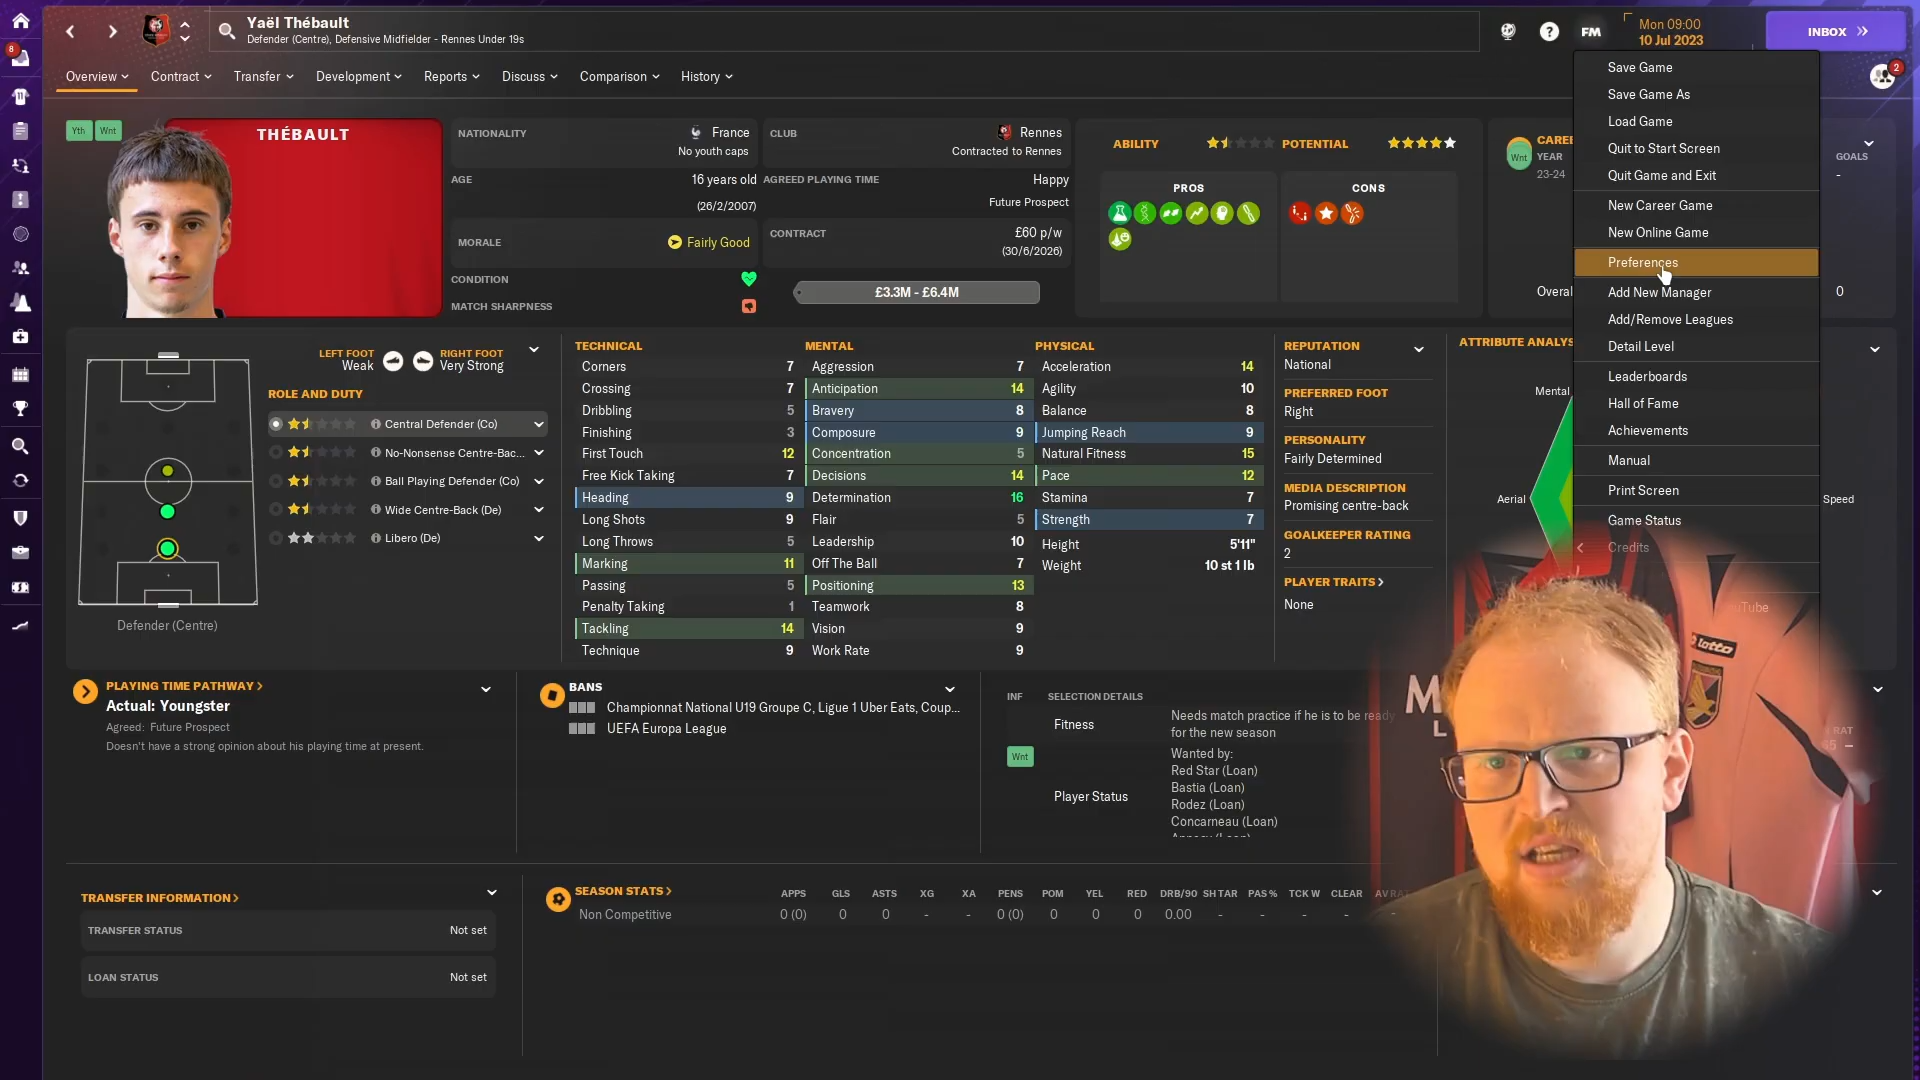 Yaël Thébault
Defender (Centre), Defensive Midfielder - Rennes Under 19s
FM
Mon 09:00
10 Jul 2023
INBOX
8
2
Overview
Contract
Transfer
Development
Reports
Discuss
Comparison
History
Save Game
Save Game As
Load Game
Quit to Start Screen
Quit Game and Exit
New Career Game
New Online Game
Preferences
Add New Manager
Add/Remove Leagues
Detail Level
Leaderboards
Hall of Fame
Achievements
Manual
Print Screen
Game Status
Credits
Yth
Wnt
THÉBAULT
NATIONALITY
France
No youth caps
AGE
16 years old
(26/2/2007)
MORALE
Fairly Good
CONDITION
MATCH SHARPNESS
CLUB
Rennes
Contracted to Rennes
AGREED PLAYING TIME
Happy
Future Prospect
CONTRACT
£60 p/w
(30/6/2026)
£3.3M - £6.4M
ABILITY
POTENTIAL
PROS
CONS
Wnt
YEAR
23-24
GOALS
-
0
LEFT FOOT
Weak
RIGHT FOOT
Very Strong
ROLE AND DUTY
Central Defender (Co)
No-Nonsense Centre-Bac...
Ball Playing Defender (Co)
Wide Centre-Back (De)
Libero (De)
Defender (Centre)
TECHNICAL
Corners 7
Crossing 7
Dribbling 5
Finishing 3
First Touch 12
Free Kick Taking 7
Heading 9
Long Shots 9
Long Throws 5
Marking 11
Passing 5
Penalty Taking 1
Tackling 14
Technique 9
MENTAL
Aggression 7
Anticipation 14
Bravery 8
Composure 9
Concentration 5
Decisions 14
Determination 16
Flair 5
Leadership 10
Off The Ball 7
Positioning 13
Teamwork 8
Vision 9
Work Rate 9
PHYSICAL
Acceleration 14
Agility 10
Balance 8
Jumping Reach 9
Natural Fitness 15
Pace 12
Stamina 7
Strength 7
Height 5'11"
Weight 10 st 1 lb
REPUTATION
National
PREFERRED FOOT
Right
PERSONALITY
Fairly Determined
MEDIA DESCRIPTION
Promising centre-back
GOALKEEPER RATING
2
PLAYER TRAITS
None
ATTRIBUTE ANALYS
Mental
Aerial
Speed
PLAYING TIME PATHWAY
Actual: Youngster
Agreed: Future Prospect
Doesn't have a strong opinion about his playing time at present.
BANS
Championnat National U19 Groupe C, Ligue 1 Uber Eats, Coup...
UEFA Europa League
INF SELECTION DETAILS
Fitness
Needs match practice if he is to be ready
for the new season
Wnt
Player Status
Wanted by:
Red Star (Loan)
Bastia (Loan)
Rodez (Loan)
Concarneau (Loan)
lotto
TRANSFER INFORMATION
TRANSFER STATUS Not set
LOAN STATUS Not set
SEASON STATS
APPS GLS ASTS XG XA PENS POM YEL RED DRB/90 SH TAR PAS % TCK W CLEAR
Non Competitive 0 (0) 0 0 - - 0 (0) 0 0 0 0.00 - - - - -